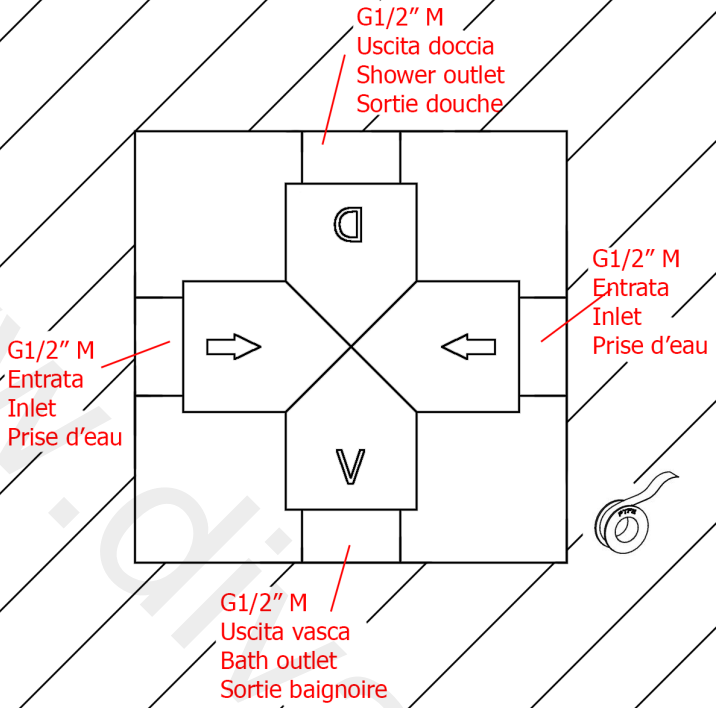 G1/2” M
Uscita doccia
Shower outlet
Sortie douche
D
G1/2” M
Entrata
Inlet
Prise d’eau
G1/2” M
Entrata
Inlet
Prise d’eau
V
PTFE
G1/2” M
Uscita vasca
Bath outlet
Sortie baignoire